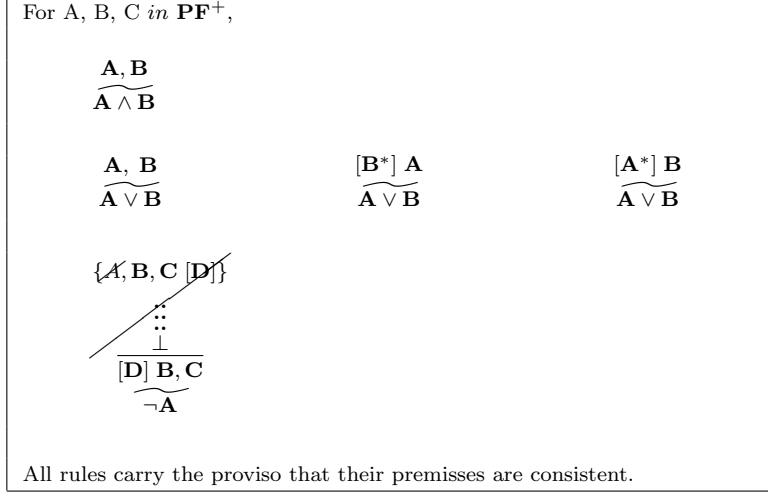 For A, B, C in PF⁺,
A, B
A ∧ B
A, B [B*] A [A*] B
A ∨ B A ∨ B A ∨ B
{A, B, C [D]}
⊥
[D] B, C
¬A
All rules carry the proviso that their premisses are consistent.